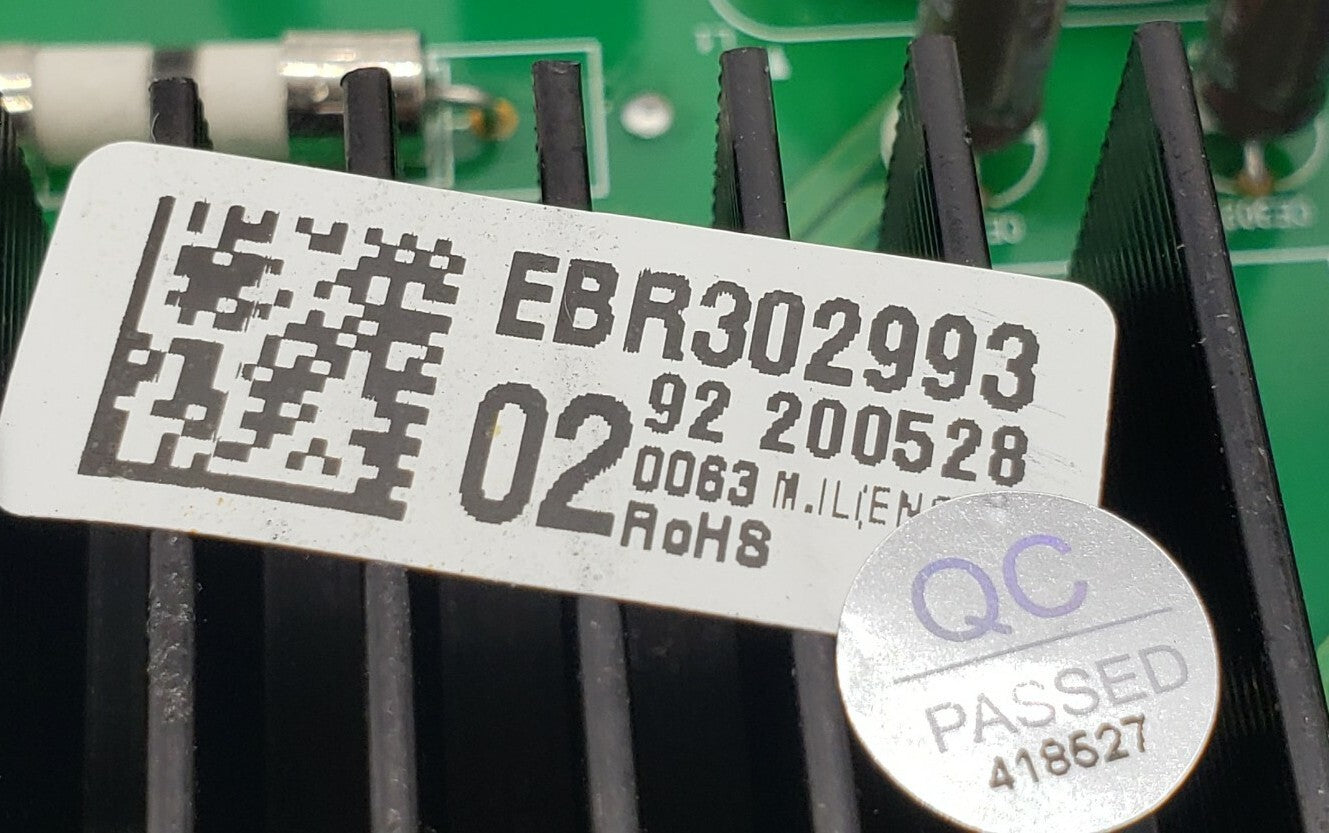 EBR302993
02
92 200528
0063
RoHS
QC
PASSED
418527